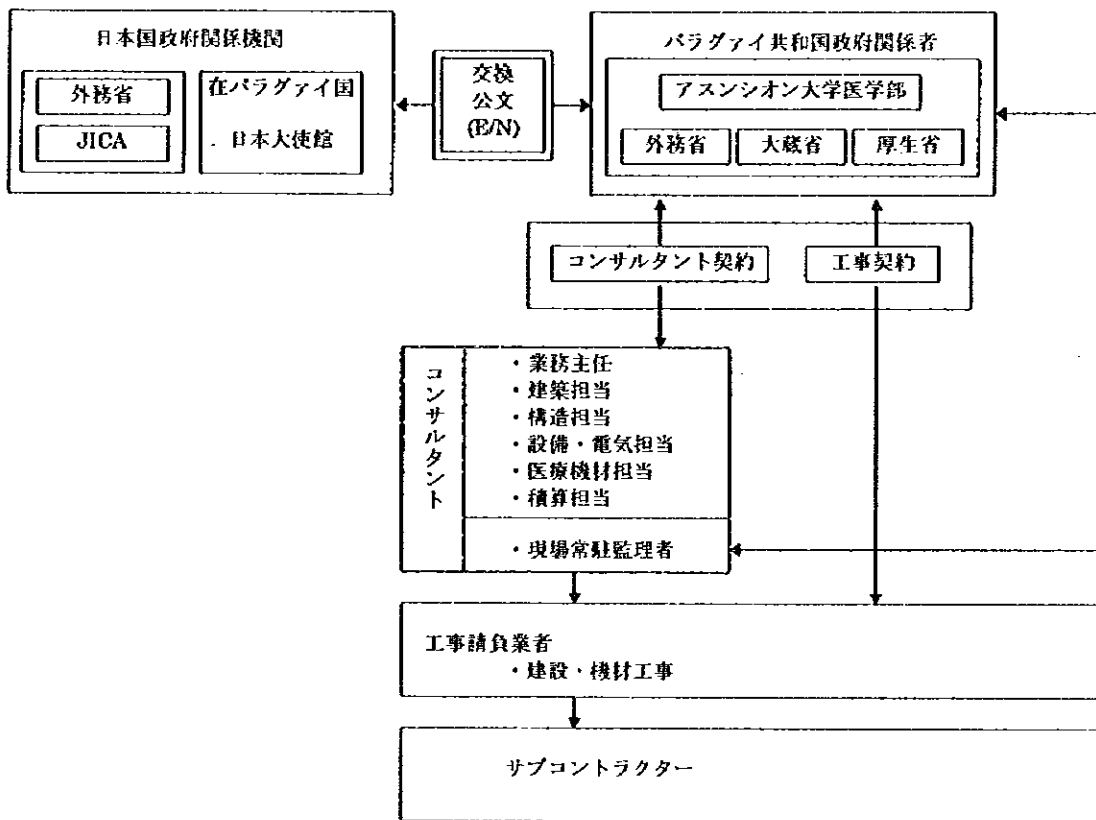 日本国政府関係機関
外務省
JICA
在パラグァイ国
日本大使館
交換
公文
(E/N)
パラグァイ共和国政府関係者
アスンシオン大学医学部
外務省
大蔵省
厚生省
コンサルタント契約
工事契約
コンサルタント
・業務主任
・建築担当
・構造担当
・設備・電気担当
・医療機材担当
・積算担当
・現場常駐監理者
工事請負業者
・建設・機材工事
サブコントラクター